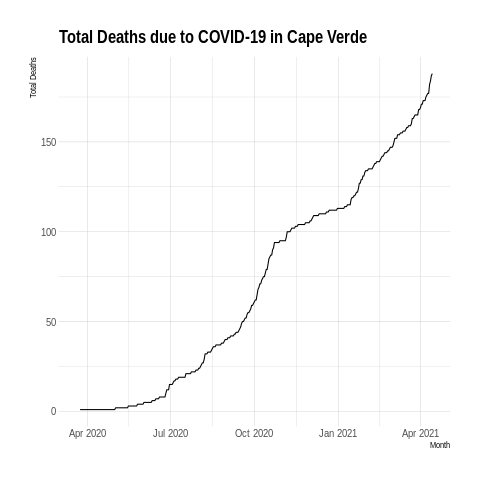 Total Deaths due to COVID-19 in Cape Verde
Total Deaths
150
100
50
0
Apr 2020 Jul 2020 Oct 2020 Jan 2021 Apr 2021
Month